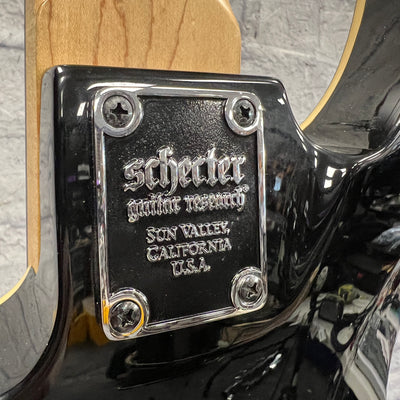 schecter
guitar research
SUN VALLEY,
CALIFORNIA
U.S.A.